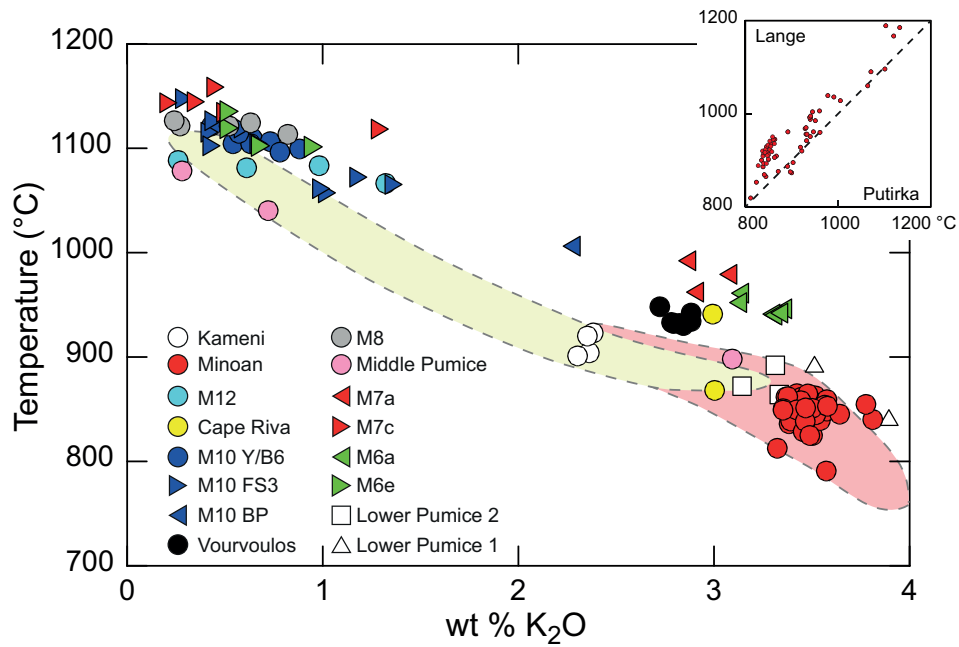 1200
1100
1000
900
800
700
Temperature (°C)
0
1
2
3
4
wt % K2O
Kameni
Minoan
M12
Cape Riva
M10 Y/B6
M10 FS3
M10 BP
Vourvoulos
M8
Middle Pumice
M7a
M7c
M6a
M6e
Lower Pumice 2
Lower Pumice 1
1200
Lange
1000
Putirka
800
800
1000
1200 °C